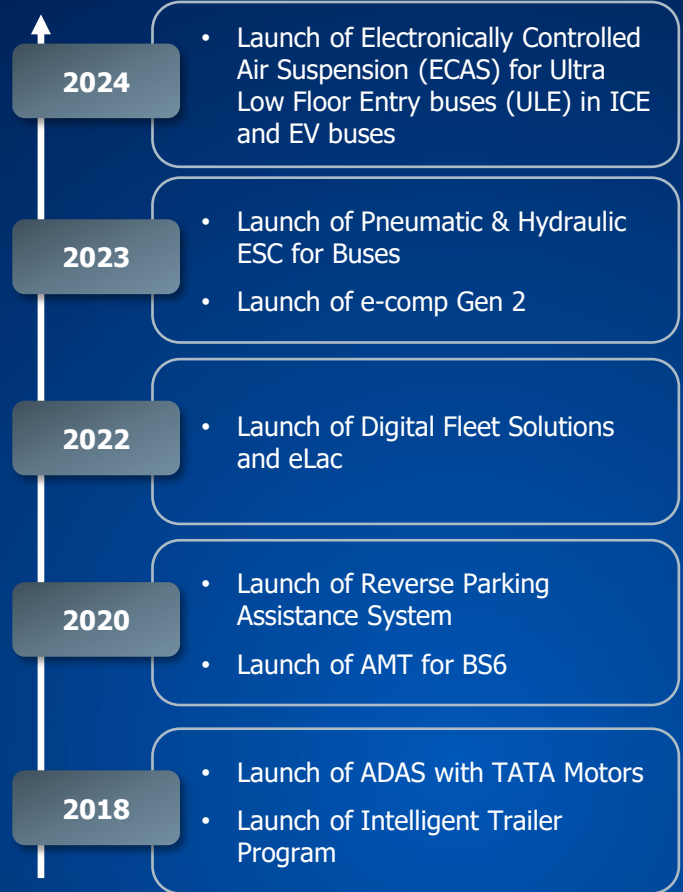 2024
• Launch of Electronically Controlled
Air Suspension (ECAS) for Ultra
Low Floor Entry buses (ULE) in ICE
and EV buses
2023
• Launch of Pneumatic & Hydraulic
ESC for Buses
• Launch of e-comp Gen 2
2022
• Launch of Digital Fleet Solutions
and eLac
2020
• Launch of Reverse Parking
Assistance System
• Launch of AMT for BS6
2018
• Launch of ADAS with TATA Motors
• Launch of Intelligent Trailer
Program